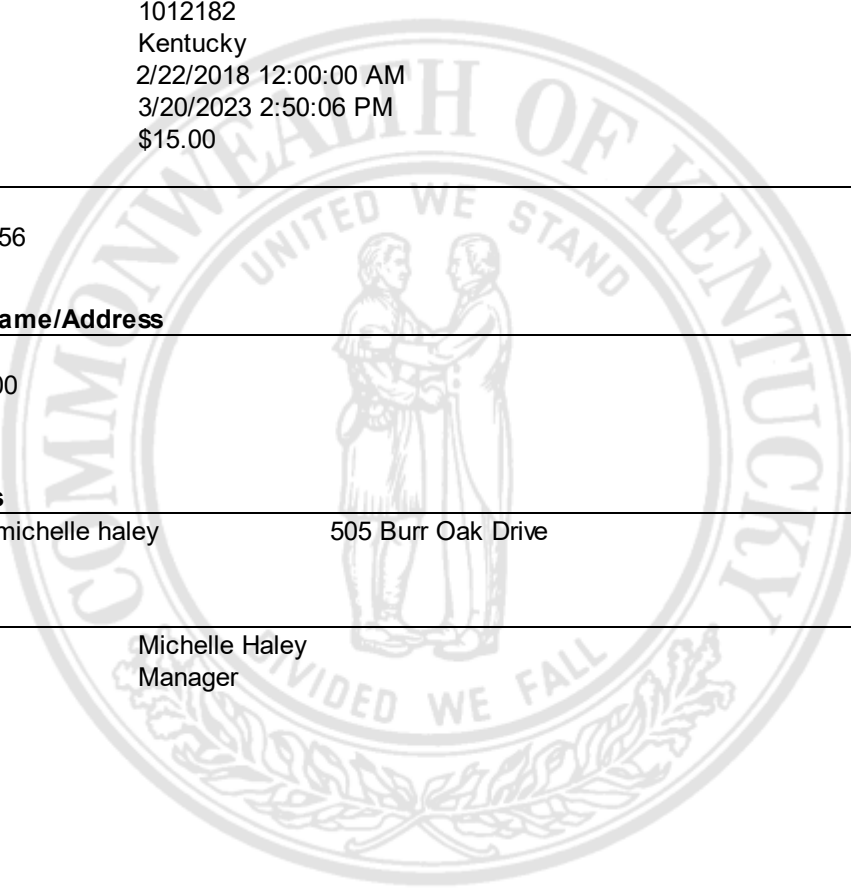 1012182
Kentucky
2/22/2018 12:00:00 AM
3/20/2023 2:50:06 PM
$15.00
56
ame/Address
00
s
michelle haley 505 Burr Oak Drive
Michelle Haley
Manager
COMMONWEALTH OF KENTUCKY
UNITED WE STAND
DIVIDED WE FALL